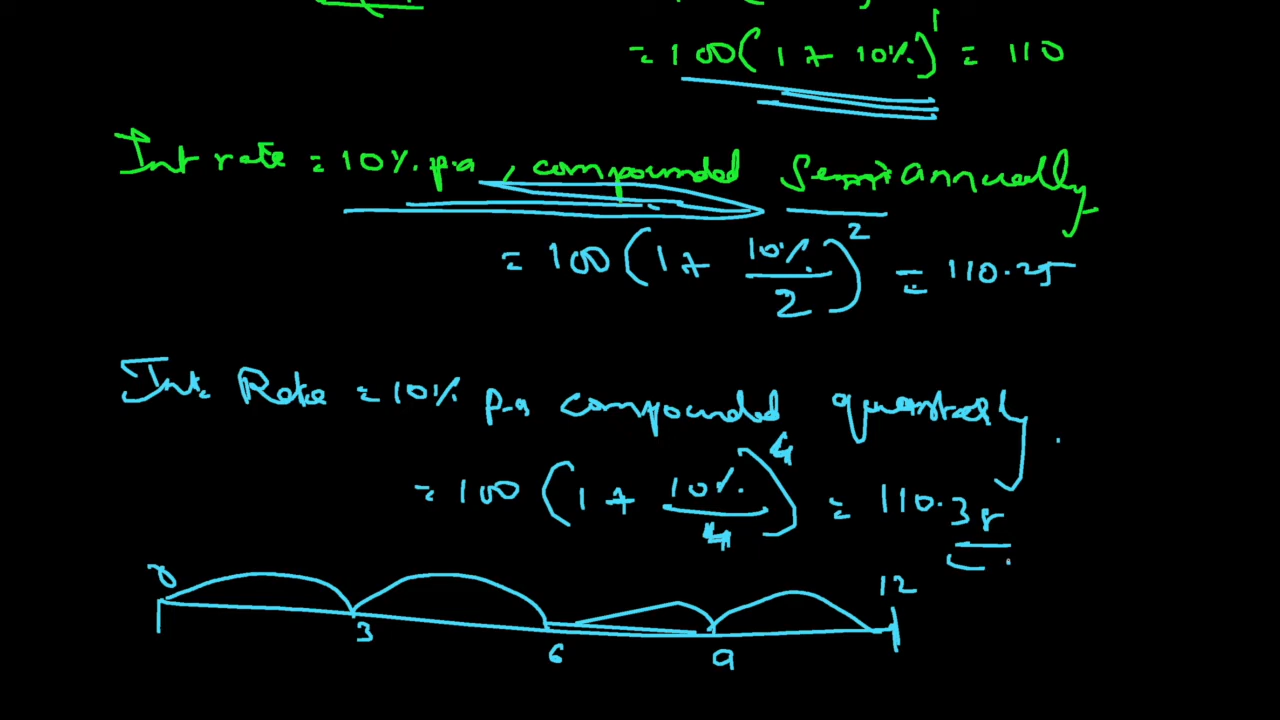 = 100(1 + 10%)¹ = 110
Int rate = 10%. p.a, compounded Semi annually
= 100 (1 + 10%/2)² = 110.25
Int. Rate = 10% p.a compounded quarterly.
= 100 (1 + 10%/4)⁴ = 110.38
0 3 6 9 12